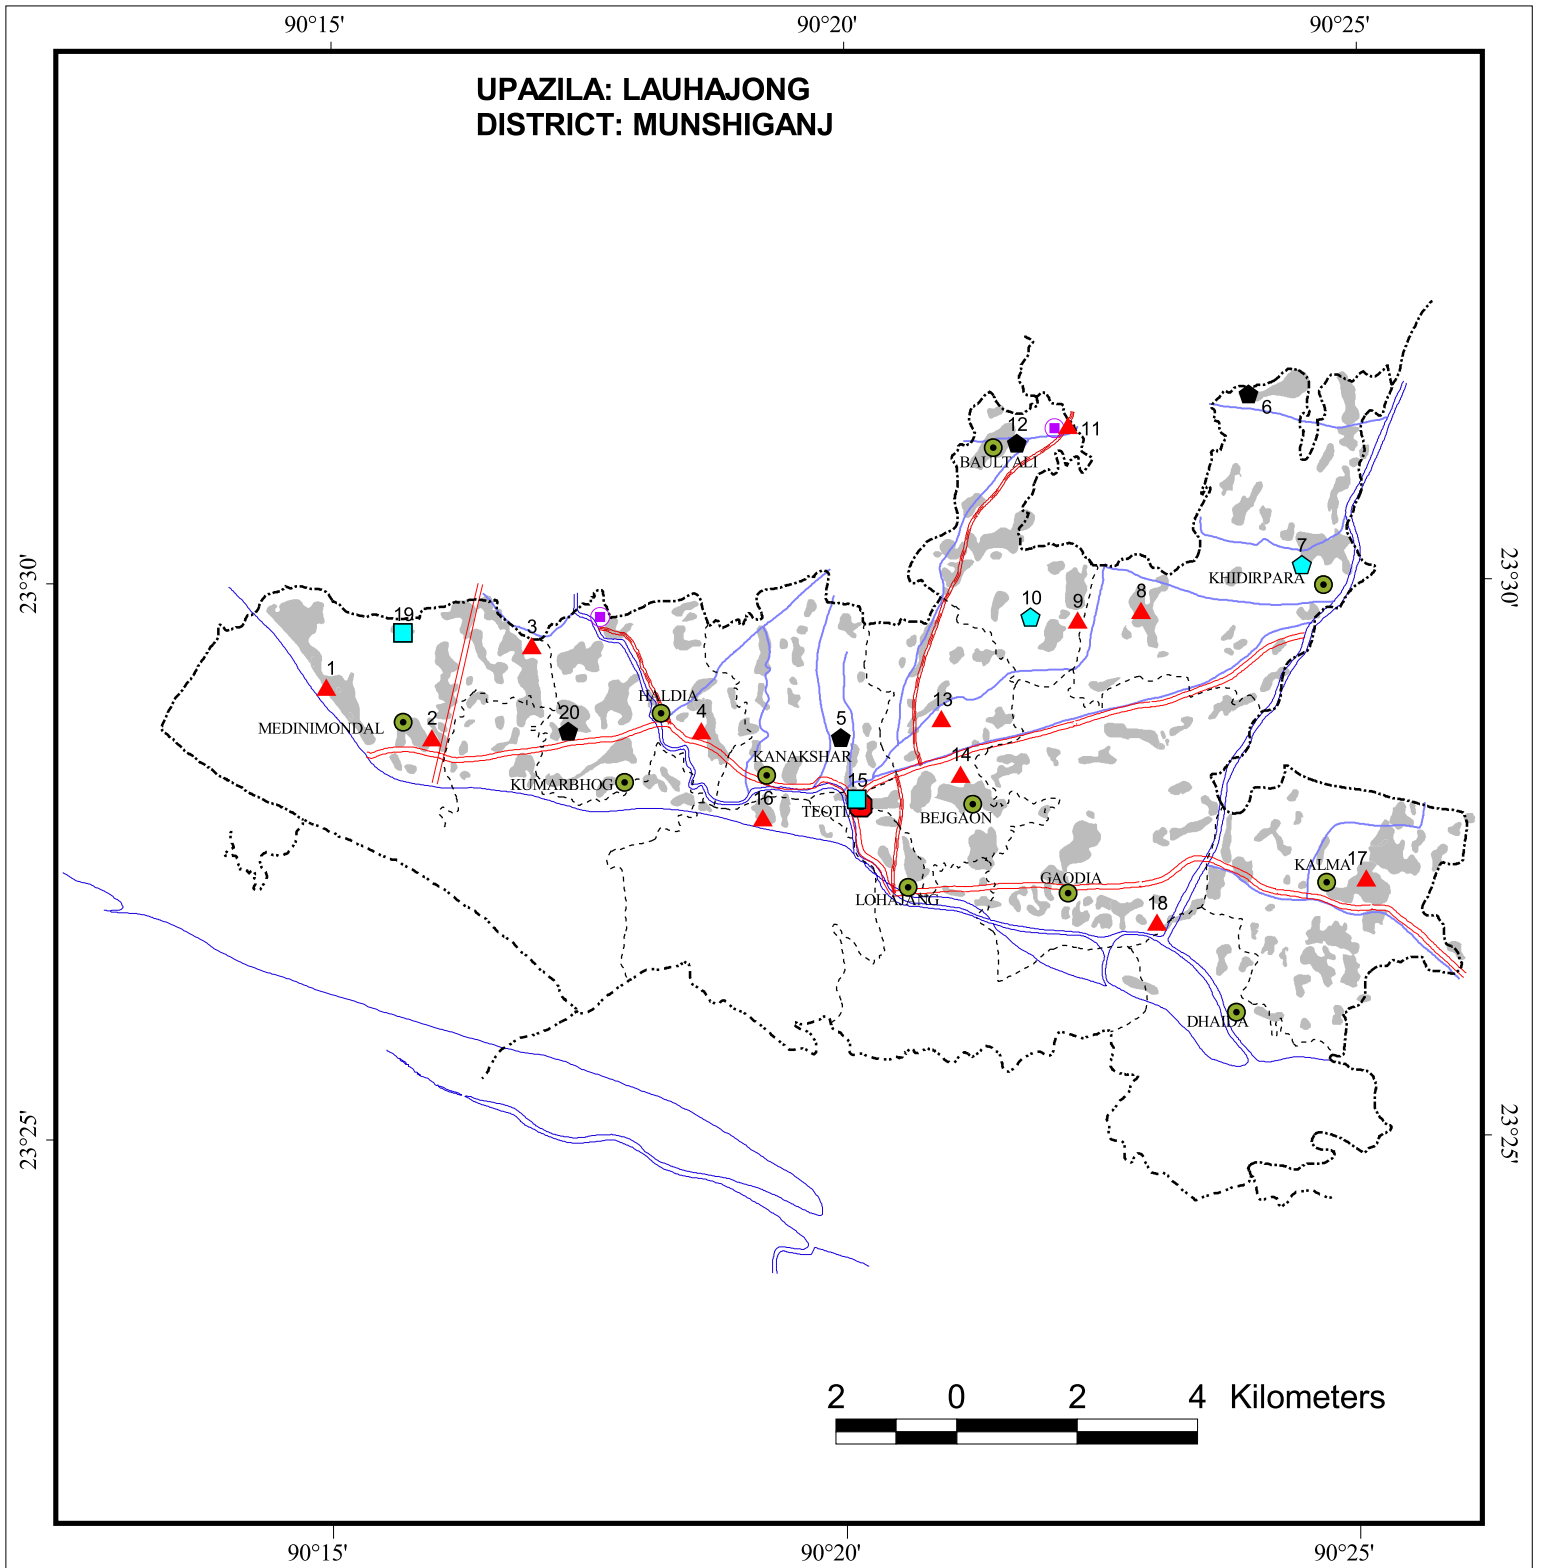 90°15' 90°20' 90°25'
UPAZILA: LAUHAJONG
DISTRICT: MUNSHIGANJ
6
12
11
BAULTALI
7
23°30' 23°30'
KHIDIRPARA
10 9 8
19
3
1
HALDIA
13
MEDINIMONDAL 2 20 4 5
KANAKSHAR
14
KUMARBHOG 15
16 TEOTIA BEJGAON
KALMA 17
GAODIA
LOHAJANG
18
DHAIDA
23°25' 23°25'
2 0 2 4 Kilometers
90°15' 90°20' 90°25'